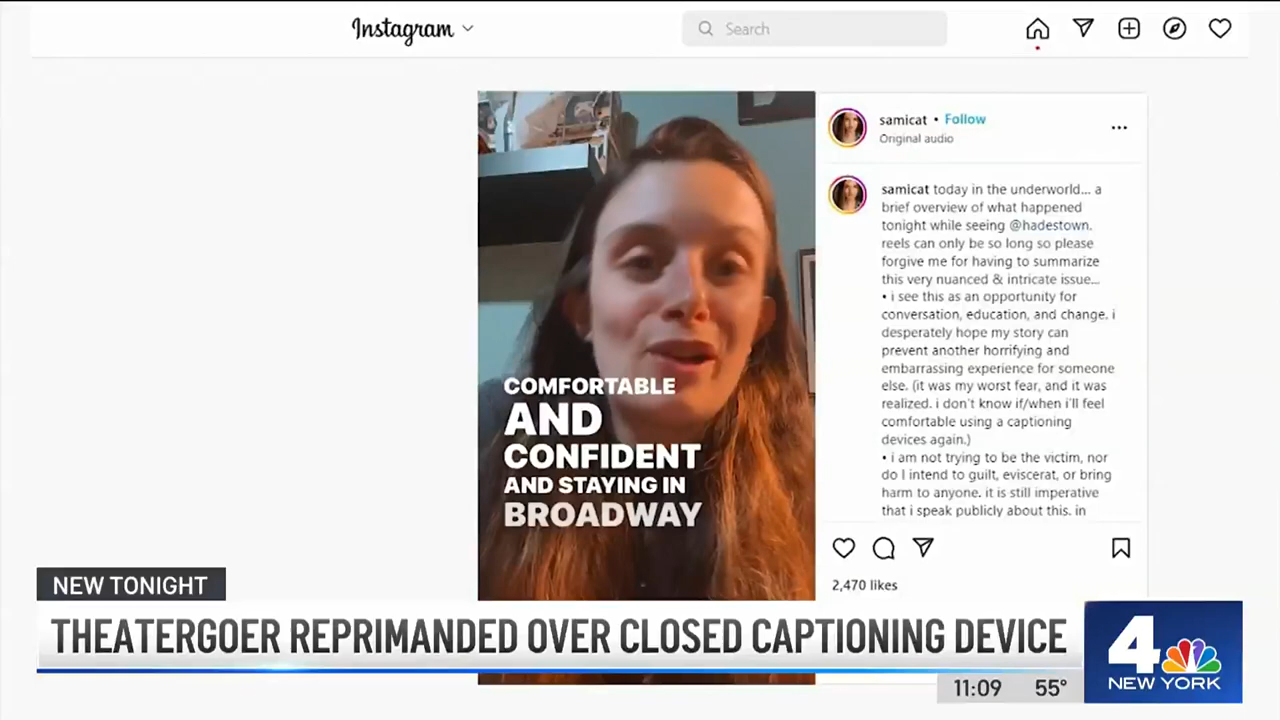 Instagram
Search
samicat • Follow
Original audio
samicat today in the underworld... a
brief overview of what happened
tonight while seeing @hadestown.
reels can only be so long so please
forgive me for having to summarize
this very nuanced & intricate issue...
• i see this as an opportunity for
conversation, education, and change. i
desperately hope my story can
prevent another horrifying and
embarrassing experience for someone
else. (it was my worst fear, and it was
realized. i don't know if/when i'll feel
comfortable using a captioning
devices again.)
• i am not trying to be the victim, nor
do I intend to guilt, eviscerat, or bring
harm to anyone. it is still imperative
that i speak publicly about this. in
2,470 likes
COMFORTABLE
AND
CONFIDENT
AND STAYING IN
BROADWAY
NEW TONIGHT
THEATERGOER REPRIMANDED OVER CLOSED CAPTIONING DEVICE
4
NEW YORK
11:09 55°